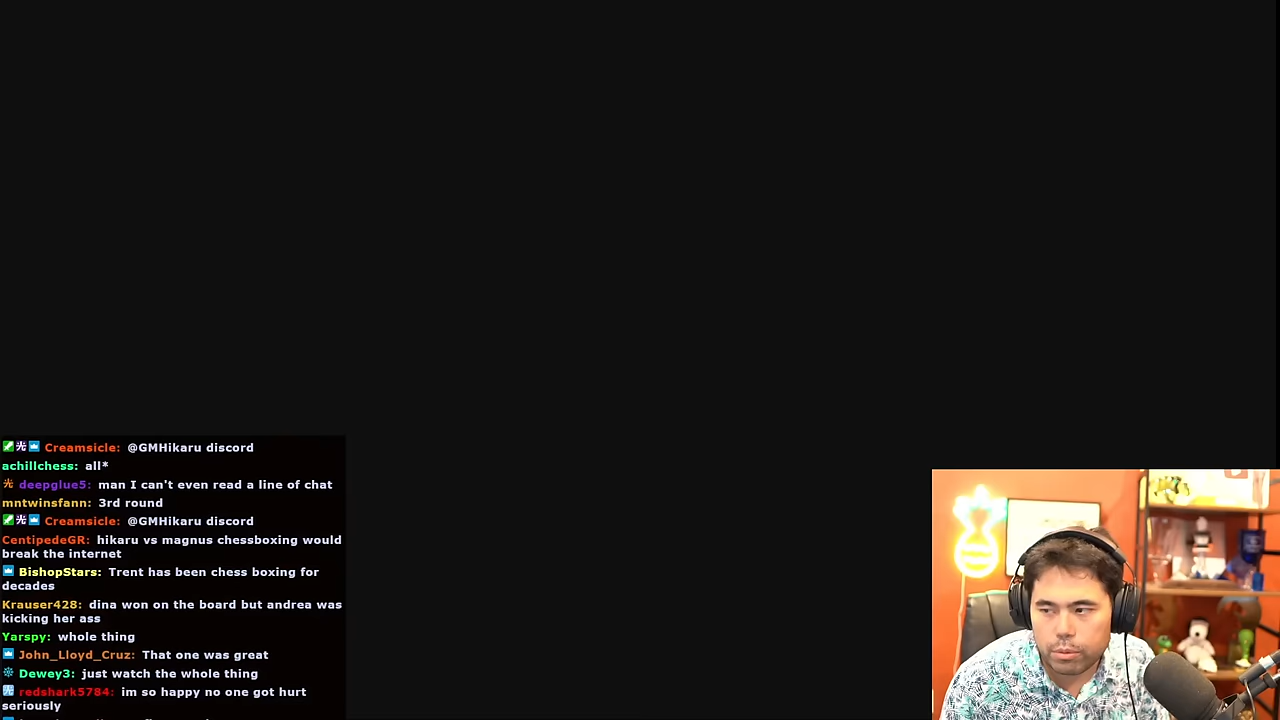 Creamsicle: @GMHikaru discord
achillchess: all*
deepglue5: man I can't even read a line of chat
mntwinsfann: 3rd round
Creamsicle: @GMHikaru discord
CentipedeGR: hikaru vs magnus chessboxing would
break the internet
BishopStars: Trent has been chess boxing for
decades
Krauser428: dina won on the board but andrea was
kicking her ass
Yarspy: whole thing
John_Lloyd_Cruz: That one was great
Dewey3: just watch the whole thing
redshark5784: im so happy no one got hurt
seriously